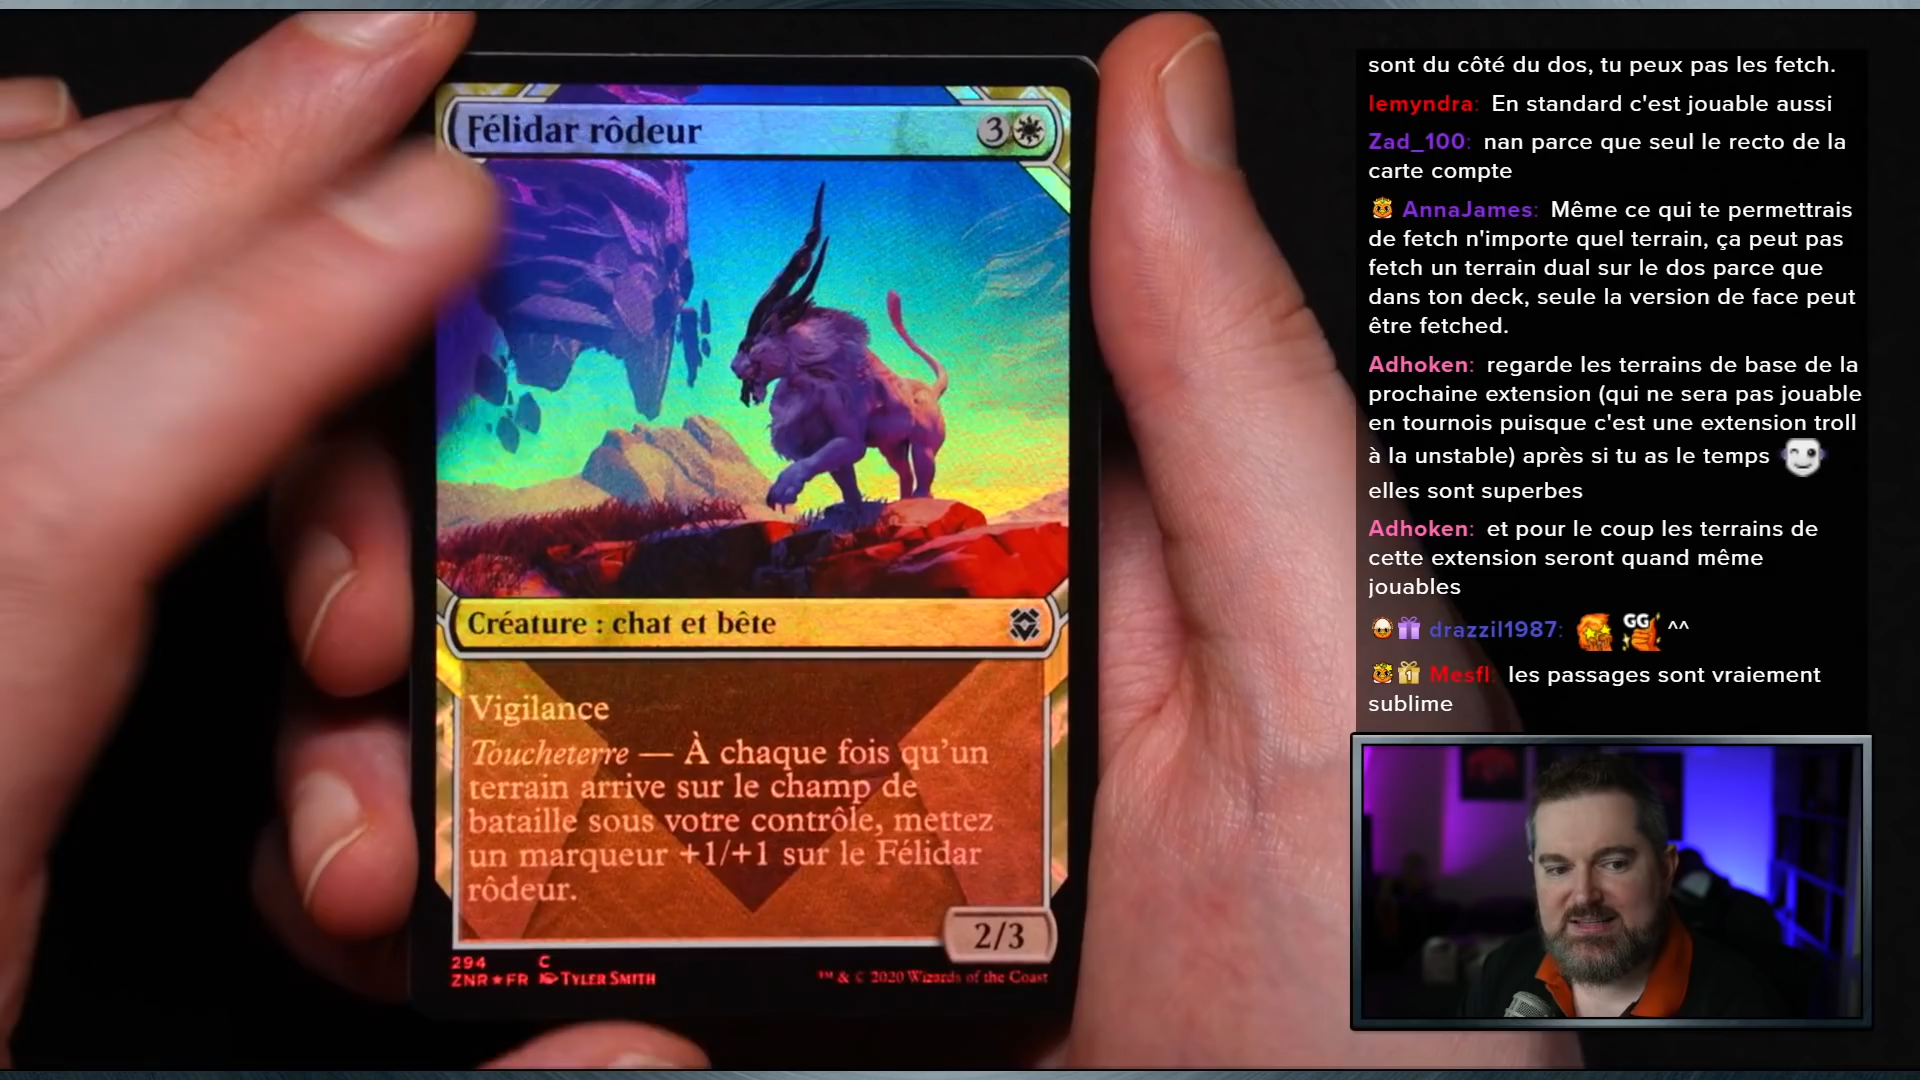 Félidar rôdeur
3
Créature : chat et bête
Vigilance
Toucheterre — À chaque fois qu'un
terrain arrive sur le champ de
bataille sous votre contrôle, mettez
un marqueur +1/+1 sur le Félidar
rôdeur.
2/3
294 C
ZNR★FR TYLER SMITH
™ & © 2020 Wizards of the Coast
sont du côté du dos, tu peux pas les fetch.
lemyndra: En standard c'est jouable aussi
Zad_100: nan parce que seul le recto de la
carte compte
AnnaJames: Même ce qui te permettrais
de fetch n'importe quel terrain, ça peut pas
fetch un terrain dual sur le dos parce que
dans ton deck, seule la version de face peut
être fetched.
Adhoken: regarde les terrains de base de la
prochaine extension (qui ne sera pas jouable
en tournois puisque c'est une extension troll
à la unstable) après si tu as le temps
elles sont superbes
Adhoken: et pour le coup les terrains de
cette extension seront quand même
jouables
drazzil1987: GG ^^
1 Mesfl: les passages sont vraiement
sublime